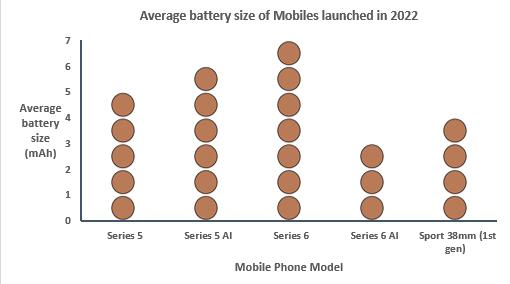 Average battery size of Mobiles launched in 2022
7
6
5
4
3
2
1
0
Average
battery
size
(mAh)
Series 5
Series 5 AI
Series 6
Series 6 AI
Sport 38mm (1st
gen)
Mobile Phone Model